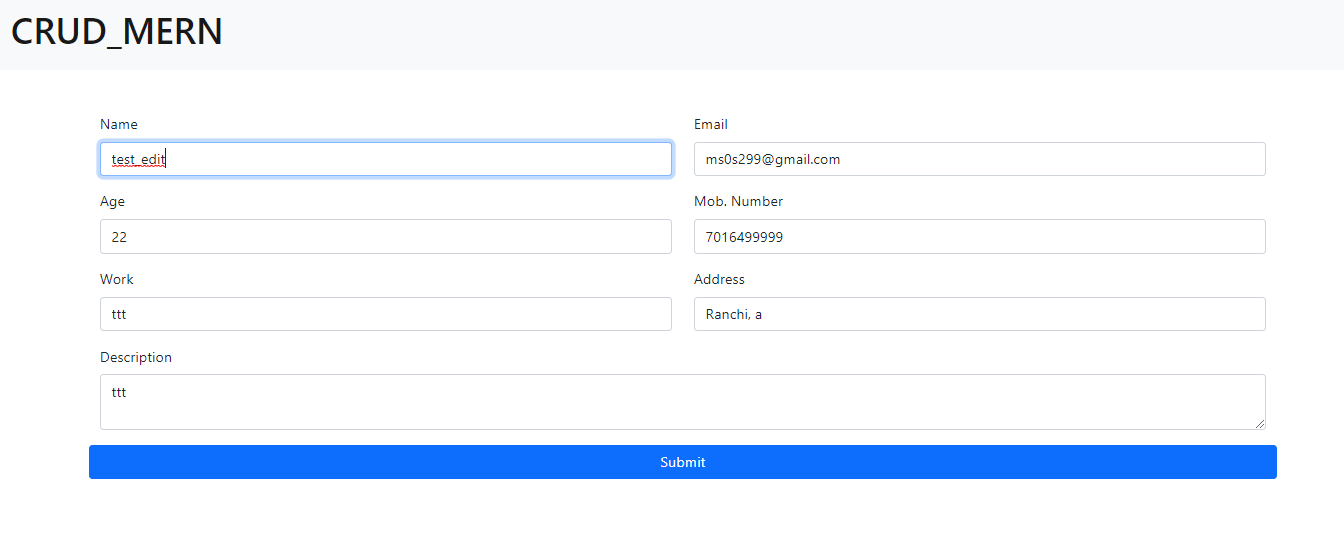 CRUD_MERN
Name
Email
test_edit
ms0s299@gmail.com
Age
Mob. Number
22
7016499999
Work
Address
ttt
Ranchi, a
Description
ttt
Submit